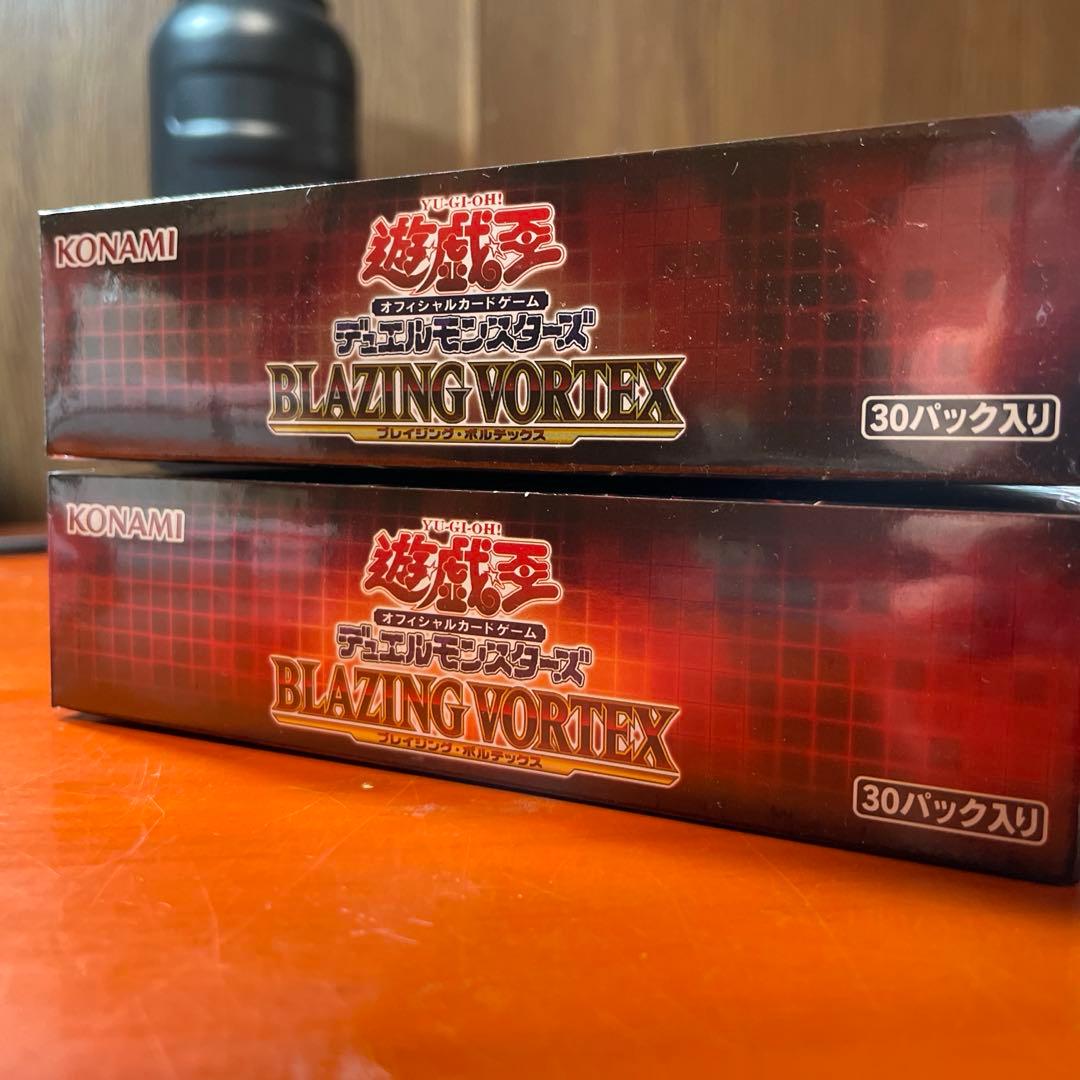 KONAMI
YU-GI-OH!
遊戯王
オフィシャルカードゲーム
デュエルモンスターズ
BLAZING VORTEX
ブレイジング・ボルテックス
30パック入り
KONAMI
YU-GI-OH!
遊戯王
オフィシャルカードゲーム
デュエルモンスターズ
BLAZING VORTEX
ブレイジング・ボルテックス
30パック入り